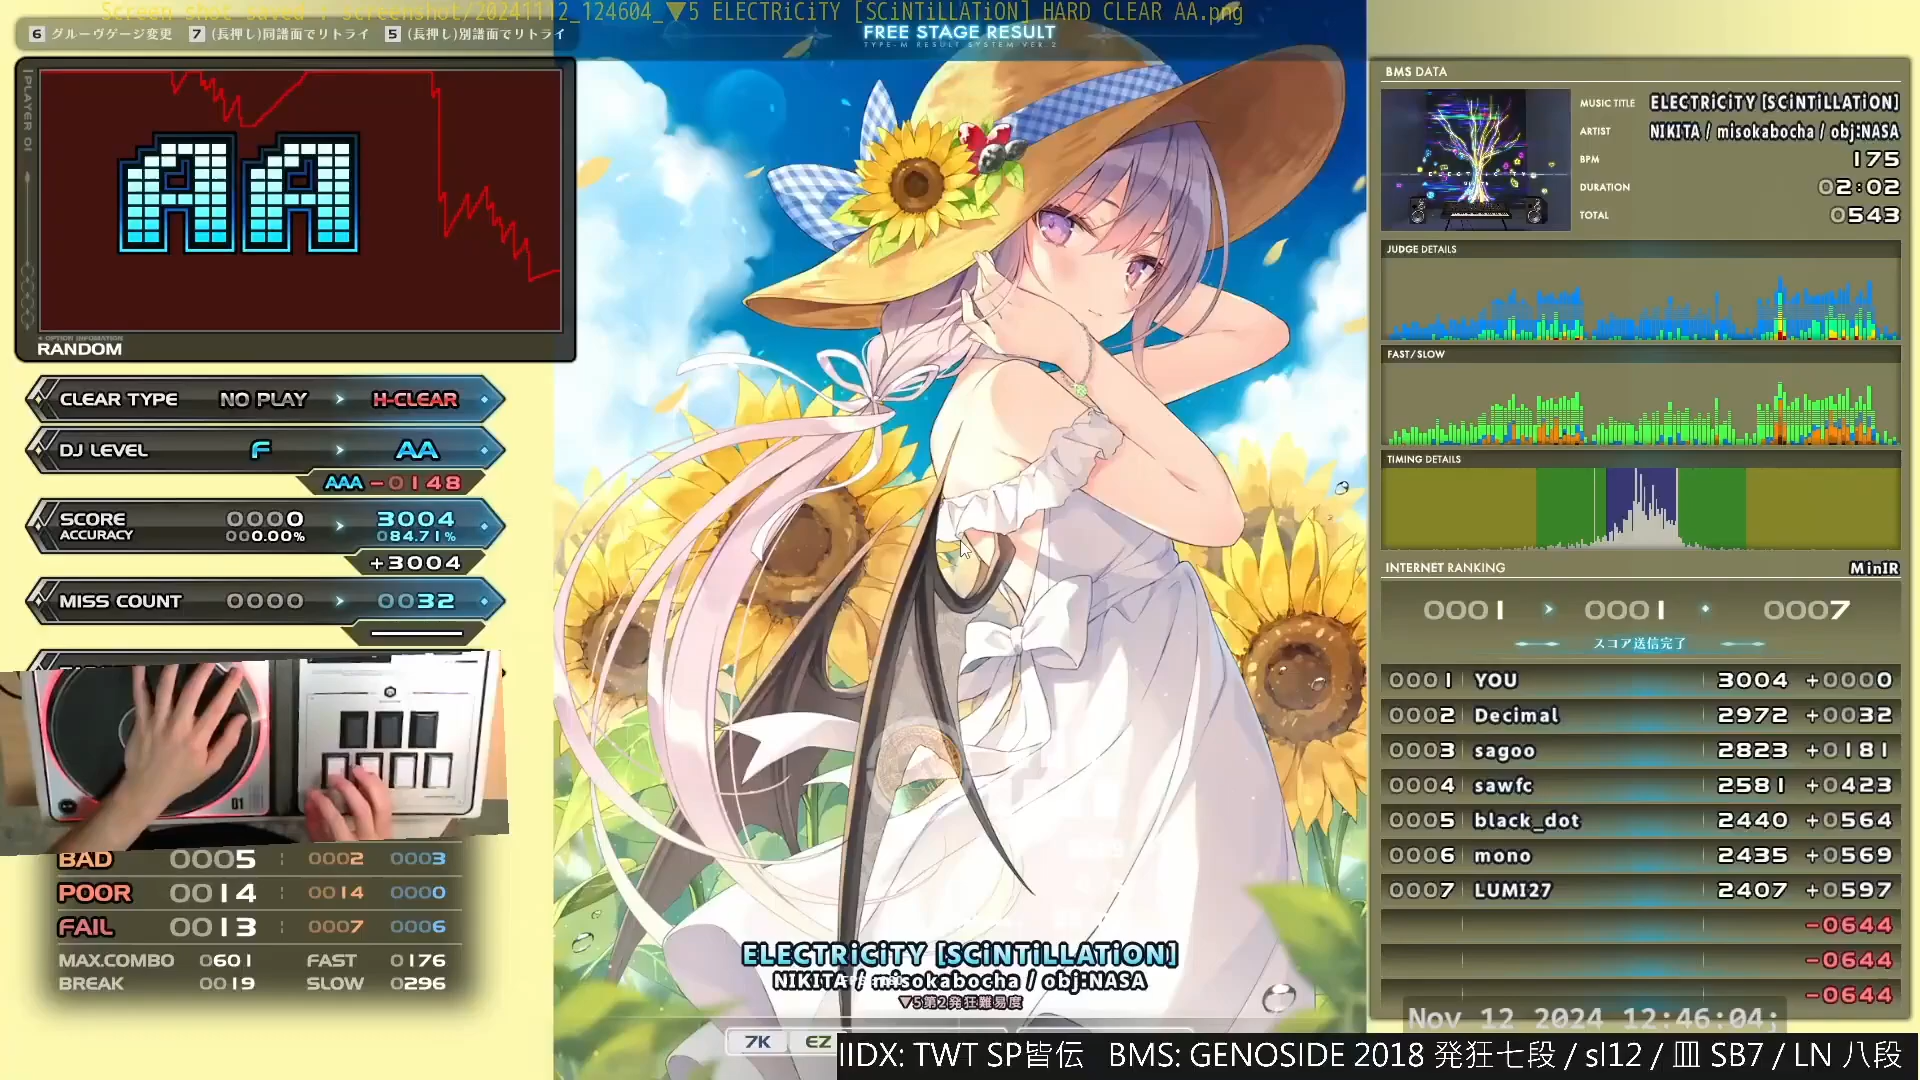 Screen shot saved : screenshot/20241112_124604_▼5 ELECTRiCiTY [SCiNTiLLATiON] HARD CLEAR AA.png
6 グルーヴゲージ変更 7 (長押し)同譜面でリトライ 5 (長押し)別譜面でリトライ
FREE STAGE RESULT
TYPE-M RESULT SYSTEM VER.2
PLAYER 01
AA
OPTION INFOMATION
RANDOM
CLEAR TYPE NO PLAY H-CLEAR
DJ LEVEL F AA
AAA -0148
SCORE 0000 3004
ACCURACY 000.00% 084.71%
+3004
MISS COUNT 0000 0032
01
BAD 0005 0002 0003
POOR 0014 0014 0000
FAIL 0013 0007 0006
MAX.COMBO 0601 FAST 0176
BREAK 0019 SLOW 0296
ELECTRiCiTY [SCiNTiLLATiON]
NIKITA / misokabocha / obj:NASA
▼5第2発狂難易度
7K EZ
BMS DATA
MUSIC TITLE ELECTRiCiTY [SCiNTiLLATiON]
ARTIST NIKITA / misokabocha / obj:NASA
BPM 175
DURATION 02:02
TOTAL 0543
JUDGE DETAILS
FAST/SLOW
TIMING DETAILS
INTERNET RANKING MinIR
0001 0001 0007
スコア送信完了
0001 YOU 3004 +0000
0002 Decimal 2972 +0032
0003 sagoo 2823 +0181
0004 sawfc 2581 +0423
0005 black_dot 2440 +0564
0006 mono 2435 +0569
0007 LUMI27 2407 +0597
-0644
-0644
-0644
Nov 12 2024 12:46:04;
IIDX: TWT SP皆伝 BMS: GENOSIDE 2018 発狂七段 / sl12 / 皿 SB7 / LN 八段